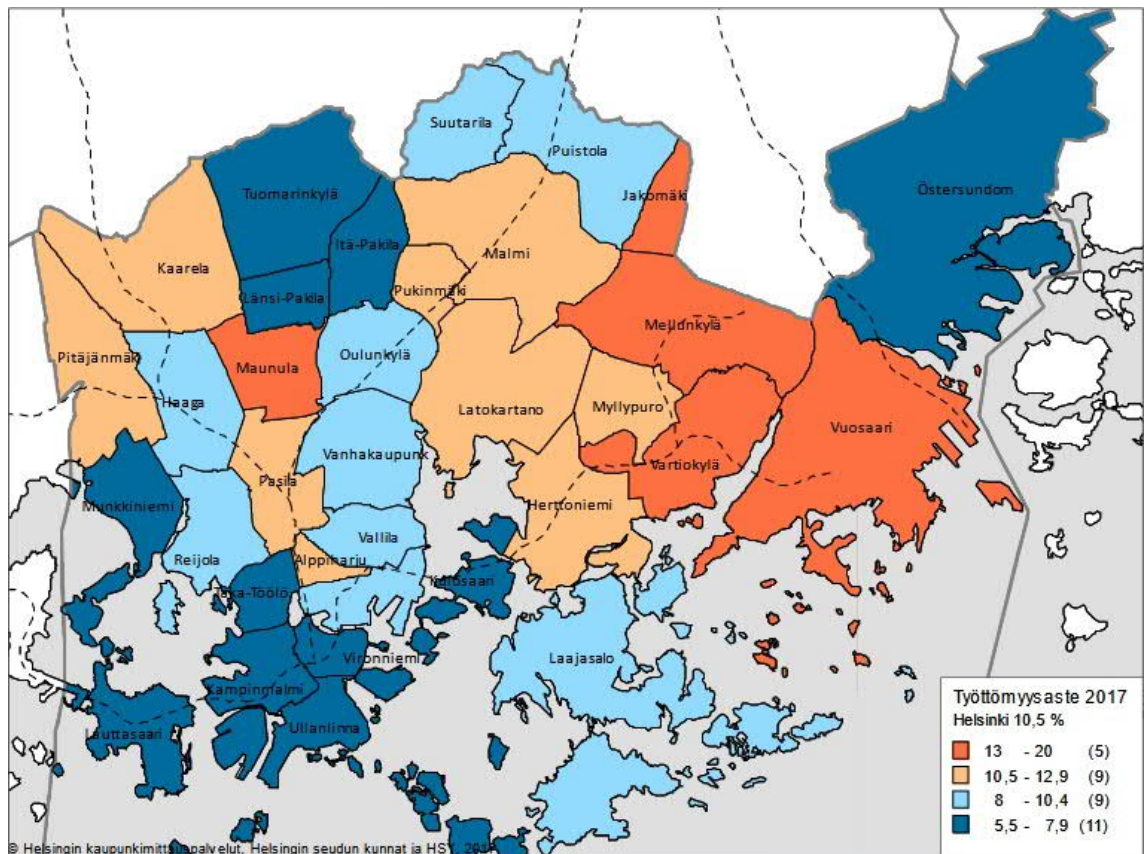 Suutarila
Puistola
Jakomäki
Östersundom
Tuomarinkylä
Itä-Pakila
Malmi
Kaarela
Länsi-Pakila
Pukinmäki
Mellunkylä
Pitäjänmäki
Maunula
Oulunkylä
Haaga
Latokartano
Myllypuro
Vuosaari
Vanhakaupunk
Vartiokylä
Pasila
Munkkiniemi
Herttoniemi
Vallila
Reijola
Alppiharju
Kulosaari
Taka-Töölö
Laajasalo
Vironniemi
Kampinmalmi
Ullanlinna
Lauttasaari
Työttömyysaste 2017
Helsinki 10,5 %
13 - 20 (5)
10,5 - 12,9 (9)
8 - 10,4 (9)
5,5 - 7,9 (11)
© Helsingin kaupunkimittauspalvelut, Helsingin seudun kunnat ja HSY,